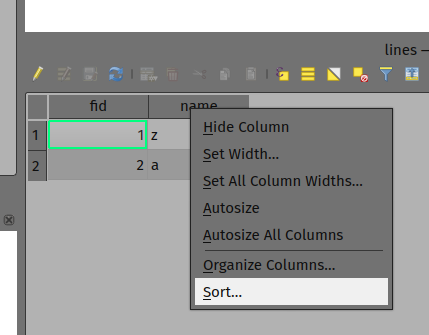 lines —
fid name
1 1 z
2 2 a
Hide Column
Set Width...
Set All Column Widths...
Autosize
Autosize All Columns
Organize Columns...
Sort...